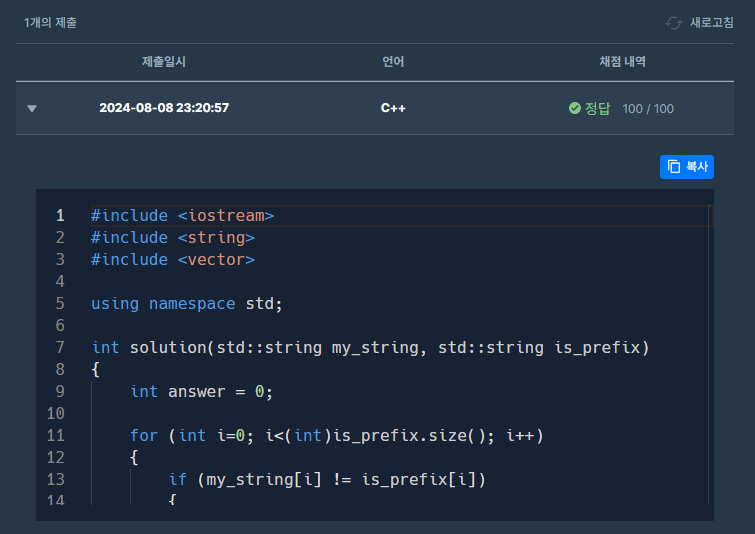 1개의 제출 새로고침
제출일시 언어 채점 내역
2024-08-08 23:20:57 C++ 정답 100 / 100
복사
1 #include <iostream>
2 #include <string>
3 #include <vector>
4
5 using namespace std;
6
7 int solution(std::string my_string, std::string is_prefix)
8 {
9     int answer = 0;
10
11     for (int i=0; i<(int)is_prefix.size(); i++)
12     {
13         if (my_string[i] != is_prefix[i])
14         {